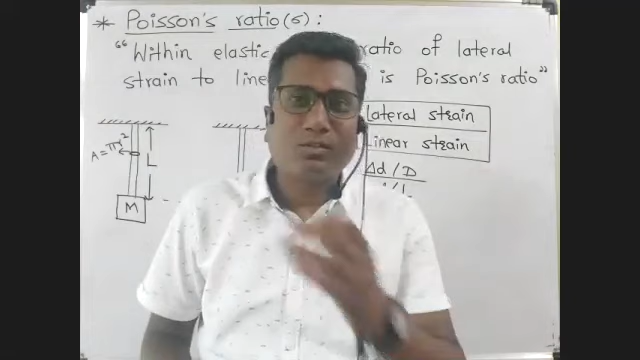 * Poisson's ratio (σ) :
"Within elastic ratio of lateral
strain to line is Poisson's ratio"
Lateral strain
Linear strain
Δd / D
A = πr²
L
M